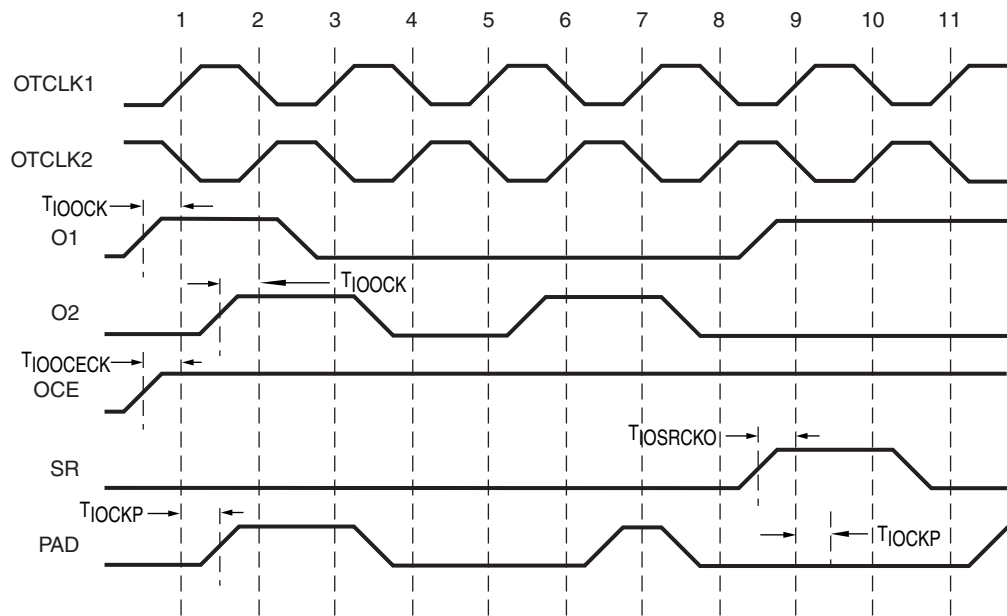 1 2 3 4 5 6 7 8 9 10 11
OTCLK1
OTCLK2
TIOOCK
O1
TIOOCK
O2
TIOOCECK
OCE
TIOSRCKO
SR
TIOCKP
PAD
TIOCKP